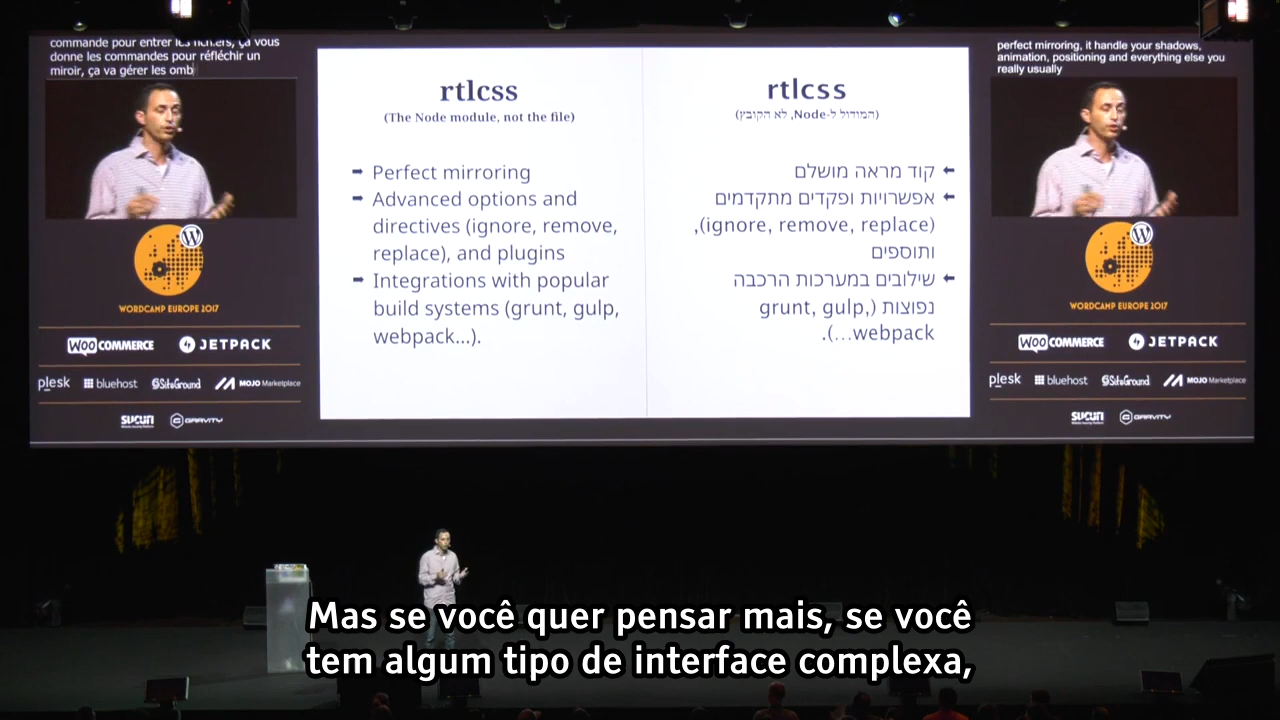 commande pour entrer les fichiers, ça vous
donne les commandes pour réfléchir un
miroir, ça va gérer les omb
WORDCAMP EUROPE 2017
WOO COMMERCE JETPACK
plesk bluehost SiteGround MOJO Marketplace
SUCURI GRAVITY
rtlcss
(The Node module, not the file)
➡ Perfect mirroring
➡ Advanced options and
directives (ignore, remove,
replace), and plugins
➡ Integrations with popular
build systems (grunt, gulp,
webpack...).
rtlcss
(המודול ל-Node, לא הקובץ)
⬅ קוד מראה מושלם
⬅ אפשרויות ופקדים מתקדמים
(ignore, remove, replace),
ותוספים
⬅ שילובים במערכות הרכבה
נפוצות (grunt, gulp,
webpack...).
perfect mirroring, it handle your shadows,
animation, positioning and everything else you
really usually
W
WORDCAMP EUROPE 2017
WOO COMMERCE JETPACK
plesk bluehost SiteGround MOJO Marketplace
SUCURI GRAVITY
Mas se você quer pensar mais, se você
tem algum tipo de interface complexa,